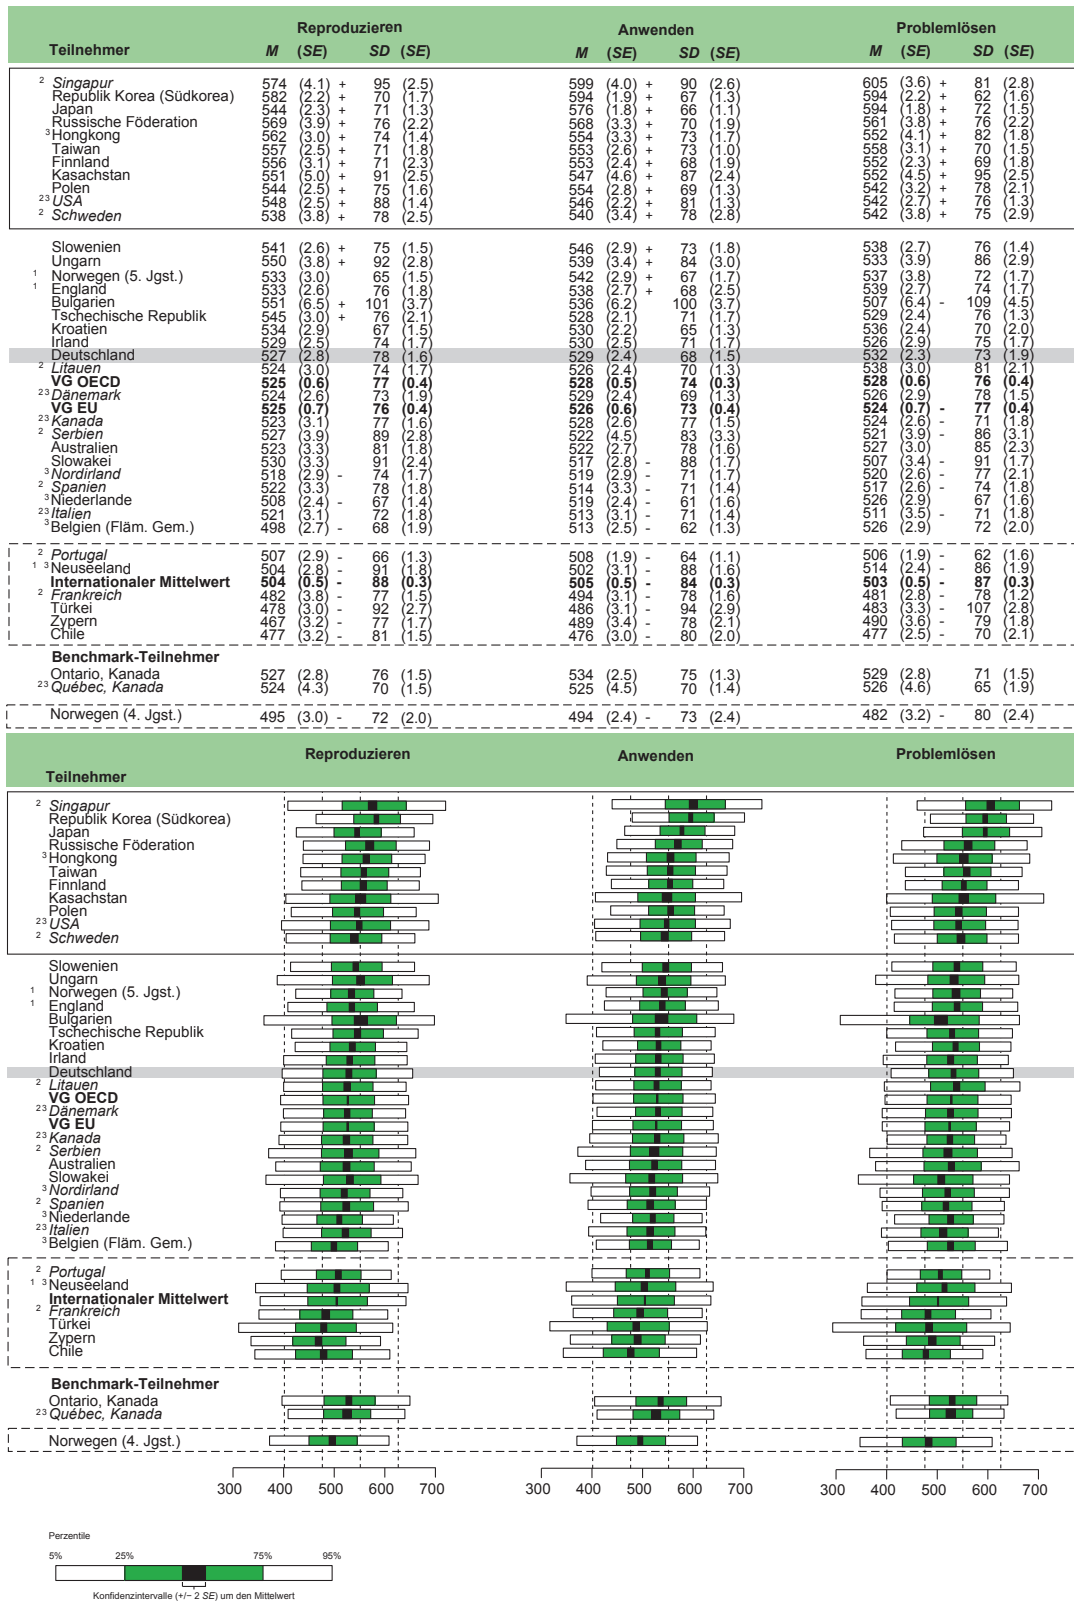 Reproduzieren Anwenden Problemlösen
Teilnehmer M (SE) SD (SE) M (SE) SD (SE) M (SE) SD (SE)
2 Singapur 574 (4.1) + 95 (2.5) 599 (4.0) + 90 (2.6) 605 (3.6) + 81 (2.8)
Republik Korea (Südkorea) 582 (2.2) + 70 (1.7) 594 (1.9) + 67 (1.3) 594 (2.2) + 62 (1.6)
Japan 544 (2.3) + 71 (1.3) 576 (1.8) + 66 (1.1) 594 (1.8) + 72 (1.5)
Russische Föderation 569 (3.9) + 76 (2.2) 568 (3.3) + 70 (1.9) 561 (3.8) + 76 (2.2)
3 Hongkong 562 (3.0) + 74 (1.4) 554 (3.3) + 73 (1.7) 552 (4.1) + 82 (1.8)
Taiwan 557 (2.5) + 71 (1.8) 553 (2.6) + 73 (1.0) 558 (3.1) + 70 (1.5)
Finnland 556 (3.1) + 71 (2.3) 553 (2.4) + 68 (1.9) 552 (2.3) + 69 (1.8)
Kasachstan 551 (5.0) + 91 (2.5) 547 (4.6) + 87 (2.4) 552 (4.5) + 95 (2.5)
Polen 544 (2.5) + 75 (1.6) 554 (2.8) + 69 (1.3) 542 (3.2) + 78 (2.1)
2 3 USA 548 (2.5) + 88 (1.4) 546 (2.2) + 81 (1.3) 542 (2.7) + 76 (1.3)
2 Schweden 538 (3.8) + 78 (2.5) 540 (3.4) + 78 (2.8) 542 (3.8) + 75 (2.9)
Slowenien 541 (2.6) + 75 (1.5) 546 (2.9) + 73 (1.8) 538 (2.7) 76 (1.4)
Ungarn 550 (3.8) + 92 (2.8) 539 (3.4) + 84 (3.0) 533 (3.9) 86 (2.9)
1 Norwegen (5. Jgst.) 533 (3.0) 65 (1.5) 542 (2.9) + 67 (1.7) 537 (3.8) 72 (1.7)
1 England 533 (2.6) 76 (1.8) 538 (2.7) + 68 (2.5) 539 (2.7) 74 (1.7)
Bulgarien 551 (6.5) + 101 (3.7) 536 (6.2) 100 (3.7) 507 (6.4) - 109 (4.5)
Tschechische Republik 545 (3.0) + 76 (2.1) 528 (2.1) 71 (1.7) 529 (2.4) 76 (1.3)
Kroatien 534 (2.9) 67 (1.5) 530 (2.2) 65 (1.3) 536 (2.4) 70 (2.0)
Irland 529 (2.5) 74 (1.7) 530 (2.5) 71 (1.7) 526 (2.9) 75 (1.7)
Deutschland 527 (2.8) 78 (1.6) 529 (2.4) 68 (1.5) 532 (2.3) 73 (1.9)
2 Litauen 524 (3.0) 74 (1.7) 526 (2.4) 70 (1.3) 538 (3.0) 81 (2.1)
VG OECD 525 (0.6) 77 (0.4) 528 (0.5) 74 (0.3) 528 (0.6) 76 (0.4)
2 3 Dänemark 524 (2.6) 73 (1.9) 529 (2.4) 69 (1.3) 526 (2.9) 78 (1.5)
VG EU 525 (0.7) 76 (0.4) 526 (0.6) 73 (0.4) 524 (0.7) - 77 (0.4)
2 3 Kanada 523 (3.1) 77 (1.6) 528 (2.6) 77 (1.5) 524 (2.6) - 71 (1.8)
2 Serbien 527 (3.9) 89 (2.8) 522 (4.5) 83 (3.3) 521 (3.9) - 86 (3.1)
Australien 523 (3.3) 81 (1.8) 522 (2.7) 78 (1.6) 527 (3.0) 85 (2.3)
Slowakei 530 (3.3) 91 (2.4) 517 (2.8) - 88 (1.7) 507 (3.4) - 91 (1.7)
3 Nordirland 518 (2.9) - 74 (1.7) 519 (2.9) - 71 (1.7) 520 (2.6) - 77 (2.1)
2 Spanien 522 (3.3) 78 (1.8) 514 (3.3) - 71 (1.4) 517 (2.6) - 74 (1.8)
3 Niederlande 508 (2.4) - 67 (1.4) 519 (2.4) - 61 (1.6) 526 (2.9) 67 (1.6)
2 3 Italien 521 (3.1) 72 (1.8) 513 (3.1) - 71 (1.4) 511 (3.5) - 71 (1.8)
3 Belgien (Fläm. Gem.) 498 (2.7) - 68 (1.9) 513 (2.5) - 62 (1.3) 526 (2.9) 72 (2.0)
2 Portugal 507 (2.9) - 66 (1.3) 508 (1.9) - 64 (1.1) 506 (1.9) - 62 (1.6)
1 3 Neuseeland 504 (2.8) - 91 (1.8) 502 (3.1) - 88 (1.6) 514 (2.4) - 86 (1.9)
Internationaler Mittelwert 504 (0.5) - 88 (0.3) 505 (0.5) - 84 (0.3) 503 (0.5) - 87 (0.3)
2 Frankreich 482 (3.8) - 77 (1.5) 494 (3.1) - 78 (1.6) 481 (2.8) - 78 (1.2)
Türkei 478 (3.0) - 92 (2.7) 486 (3.1) - 94 (2.9) 483 (3.3) - 107 (2.8)
Zypern 467 (3.2) - 77 (1.7) 489 (3.4) - 78 (2.1) 490 (3.6) - 79 (1.8)
Chile 477 (3.2) - 81 (1.5) 476 (3.0) - 80 (2.0) 477 (2.5) - 70 (2.1)
Benchmark-Teilnehmer
Ontario, Kanada 527 (2.8) 76 (1.5) 534 (2.5) 75 (1.3) 529 (2.8) 71 (1.5)
2 3 Québec, Kanada 524 (4.3) 70 (1.5) 525 (4.5) 70 (1.4) 526 (4.6) 65 (1.9)
Norwegen (4. Jgst.) 495 (3.0) - 72 (2.0) 494 (2.4) - 73 (2.4) 482 (3.2) - 80 (2.4)
Reproduzieren Anwenden Problemlösen
Teilnehmer
2 Singapur
Republik Korea (Südkorea)
Japan
Russische Föderation
3 Hongkong
Taiwan
Finnland
Kasachstan
Polen
2 3 USA
2 Schweden
Slowenien
Ungarn
1 Norwegen (5. Jgst.)
1 England
Bulgarien
Tschechische Republik
Kroatien
Irland
Deutschland
2 Litauen
VG OECD
2 3 Dänemark
VG EU
2 3 Kanada
2 Serbien
Australien
Slowakei
3 Nordirland
2 Spanien
3 Niederlande
2 3 Italien
3 Belgien (Fläm. Gem.)
2 Portugal
1 3 Neuseeland
Internationaler Mittelwert
2 Frankreich
Türkei
Zypern
Chile
Benchmark-Teilnehmer
Ontario, Kanada
2 3 Québec, Kanada
Norwegen (4. Jgst.)
300 400 500 600 700 300 400 500 600 700 300 400 500 600 700
Perzentile
5% 25% 75% 95%
Konfidenzintervalle (+/− 2 SE) um den Mittelwert